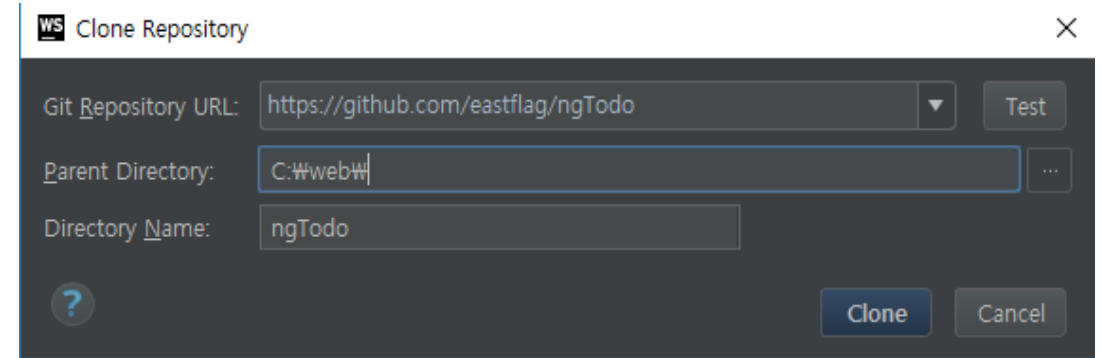 WS Clone Repository
Git Repository URL: https://github.com/eastflag/ngTodo Test
Parent Directory: C:₩web₩ ...
Directory Name: ngTodo
? Clone Cancel